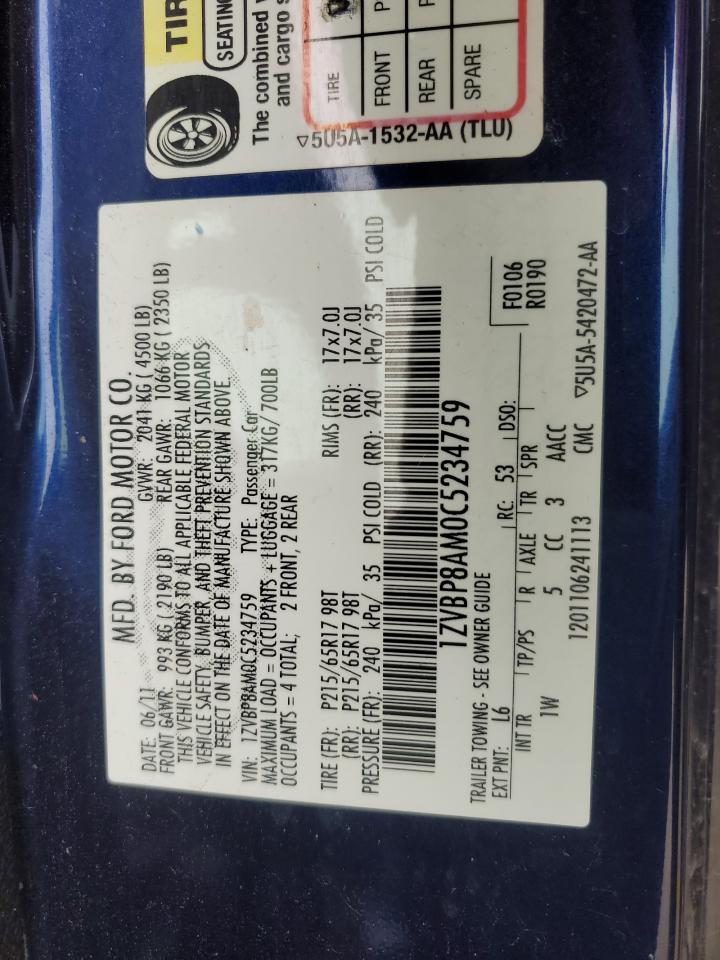 TIR
SEATING
The combined
and cargo s
TIRE
FRONT P
REAR
SPARE
▽5U5A-1532-AA (TLU)
MFD. BY FORD MOTOR CO.
DATE: 06/11 GVWR: 2041 KG ( 4500 LB)
FRONT GAWR: 993 KG ( 2190 LB) REAR GAWR: 1066 KG ( 2350 LB)
THIS VEHICLE CONFORMS TO ALL APPLICABLE FEDERAL MOTOR
VEHICLE SAFETY, BUMPER, AND THEFT PREVENTION STANDARDS
IN EFFECT ON THE DATE OF MANUFACTURE SHOWN ABOVE.
VIN: 1ZVBP8AM0C5234759 TYPE: Passenger Car
MAXIMUM LOAD = OCCUPANTS + LUGGAGE = 317KG/ 700LB
OCCUPANTS = 4 TOTAL; 2 FRONT, 2 REAR
TIRE (FR): P215/65R17 98T RIMS (FR): 17x7.0J
(RR): P215/65R17 98T (RR): 17x7.0J
PRESSURE (FR): 240 kPa/ 35 PSI COLD (RR): 240 kPa/ 35 PSI COLD
1ZVBP8AM0C5234759
TRAILER TOWING - SEE OWNER GUIDE
EXT PNT: L6 RC: 53 DSO: F0106
R0190
INT TR TP/PS R AXLE TR SPR
1W 5 CC 3 AACC
1201106241113 CMC ▽5U5A-5420472-AA